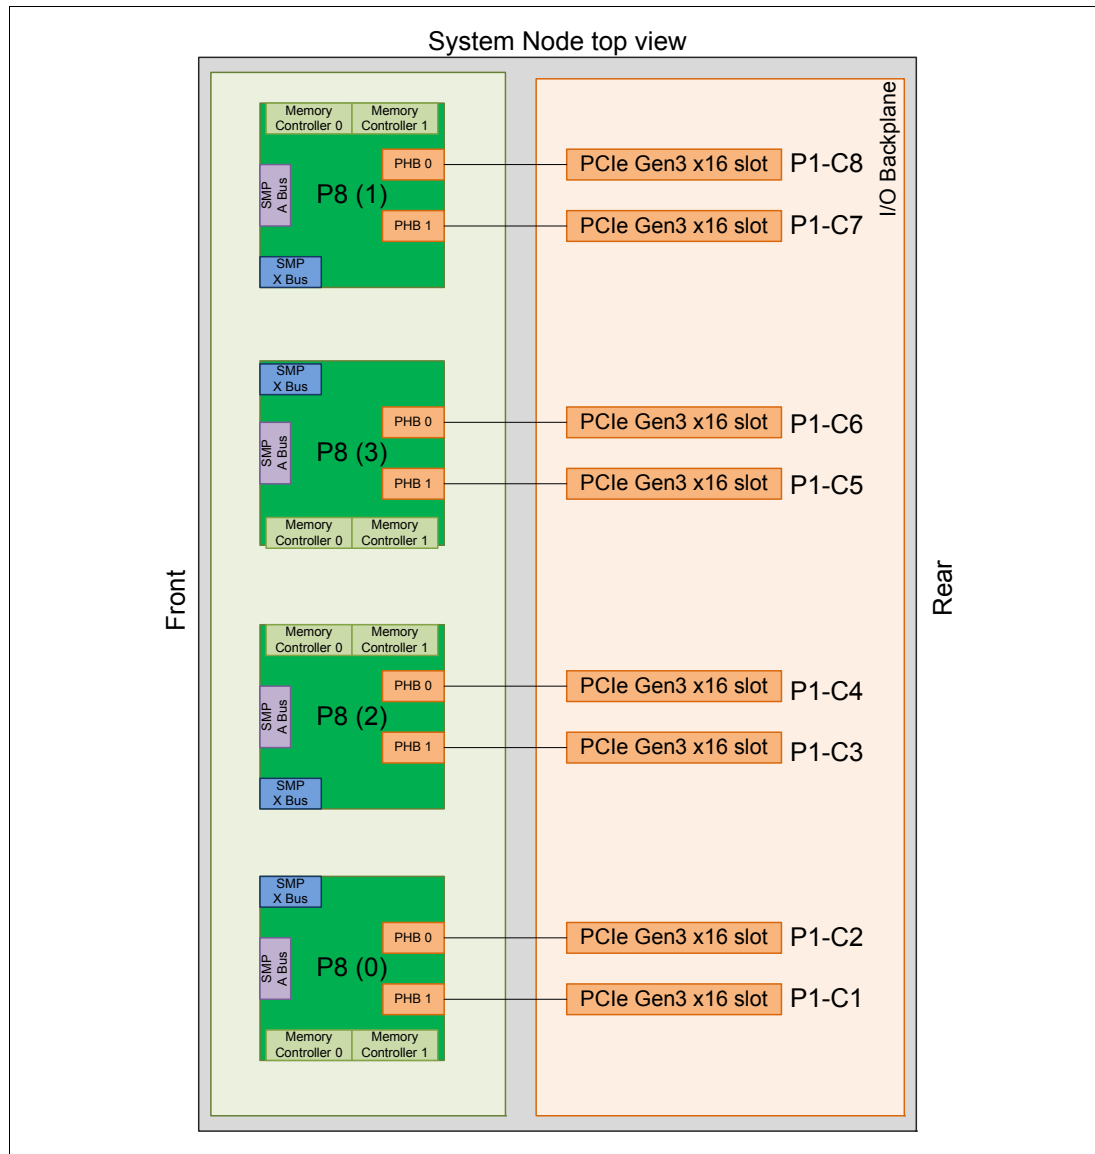 System Node top view
I/O Backplane
Front
Rear
Memory
Controller 0
Memory
Controller 1
SMP
A Bus
P8 (1)
PHB 0
PHB 1
SMP
X Bus
PCIe Gen3 x16 slot
P1-C8
PCIe Gen3 x16 slot
P1-C7
SMP
X Bus
SMP
A Bus
P8 (3)
PHB 0
PHB 1
Memory
Controller 0
Memory
Controller 1
PCIe Gen3 x16 slot
P1-C6
PCIe Gen3 x16 slot
P1-C5
Memory
Controller 0
Memory
Controller 1
SMP
A Bus
P8 (2)
PHB 0
PHB 1
SMP
X Bus
PCIe Gen3 x16 slot
P1-C4
PCIe Gen3 x16 slot
P1-C3
SMP
X Bus
SMP
A Bus
P8 (0)
PHB 0
PHB 1
Memory
Controller 0
Memory
Controller 1
PCIe Gen3 x16 slot
P1-C2
PCIe Gen3 x16 slot
P1-C1